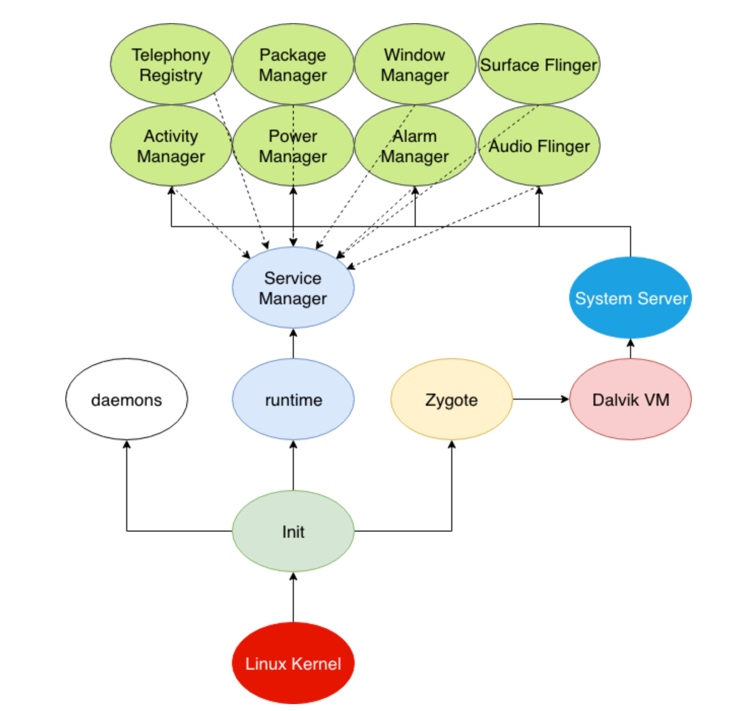 Telephony
Registry
Package
Manager
Window
Manager
Surface Flinger
Activity
Manager
Power
Manager
Alarm
Manager
Audio Flinger
Service
Manager
System Server
daemons
runtime
Zygote
Dalvik VM
Init
Linux Kernel